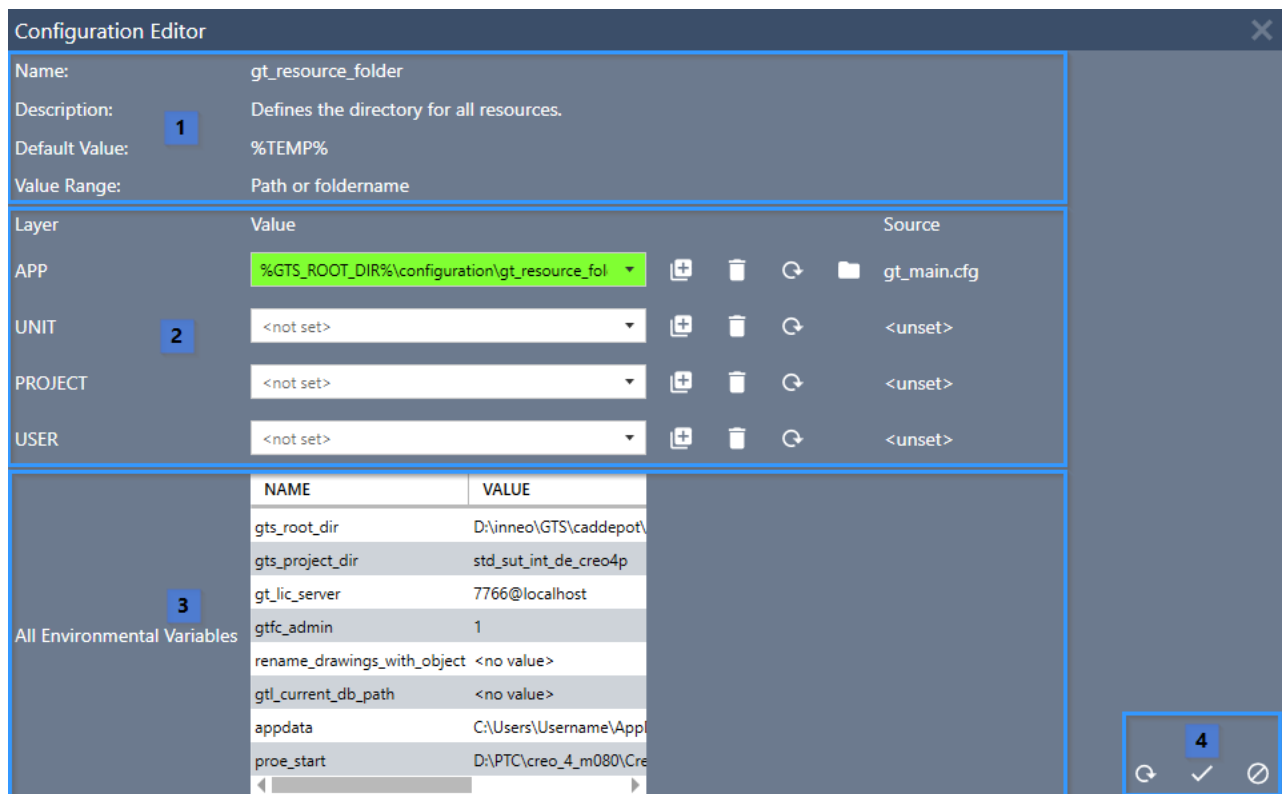 Configuration Editor
Name: gt_resource_folder
Description: Defines the directory for all resources.
1
Default Value: %TEMP%
Value Range: Path or foldername
Layer Value Source
APP %GTS_ROOT_DIR%\configuration\gt_resource_fol gt_main.cfg
UNIT <not set> <unset>
2
PROJECT <not set> <unset>
USER <not set> <unset>
NAME VALUE
gts_root_dir D:\inneo\GTS\caddepot\
gts_project_dir std_sut_int_de_creo4p
gt_lic_server 7766@localhost
3
All Environmental Variables
gtfc_admin 1
rename_drawings_with_object <no value>
gtl_current_db_path <no value>
appdata C:\Users\Username\Appl
proe_start D:\PTC\creo_4_m080\Cre
4